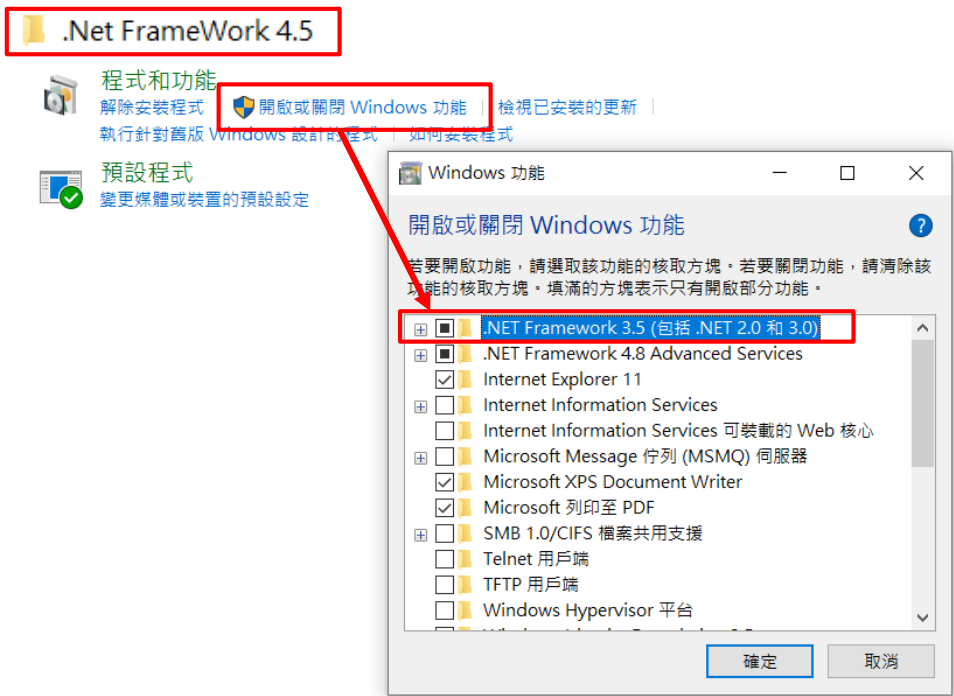 .Net FrameWork 4.5
程式和功能
解除安裝程式 開啟或關閉 Windows 功能 檢視已安裝的更新
執行針對舊版 Windows 設計的程式 如何安裝程式
預設程式
變更媒體或裝置的預設設定
Windows 功能
開啟或關閉 Windows 功能
若要開啟功能，請選取該功能的核取方塊。若要關閉功能，請清除該
功能的核取方塊。填滿的方塊表示只有開啟部分功能。
.NET Framework 3.5 (包括 .NET 2.0 和 3.0)
.NET Framework 4.8 Advanced Services
Internet Explorer 11
Internet Information Services
Internet Information Services 可裝載的 Web 核心
Microsoft Message 佇列 (MSMQ) 伺服器
Microsoft XPS Document Writer
Microsoft 列印至 PDF
SMB 1.0/CIFS 檔案共用支援
Telnet 用戶端
TFTP 用戶端
Windows Hypervisor 平台
確定 取消